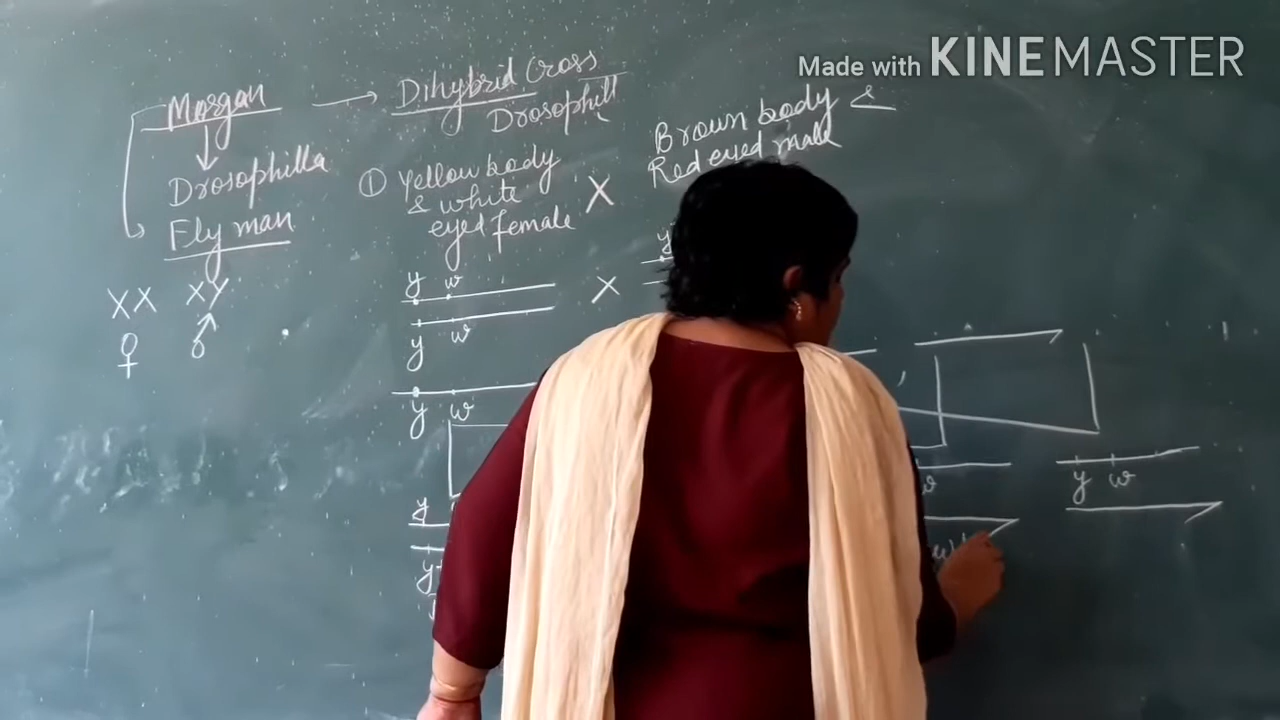 Made with KINEMASTER
Morgan → Dihybrid Cross
Drosophill
Drosophilla
Fly man
XX XY
♀ ♂
① Yellow body
& white
eyed female
X
Brown body &
Red eyed male
y w
X
y w
y w
y
y
y w